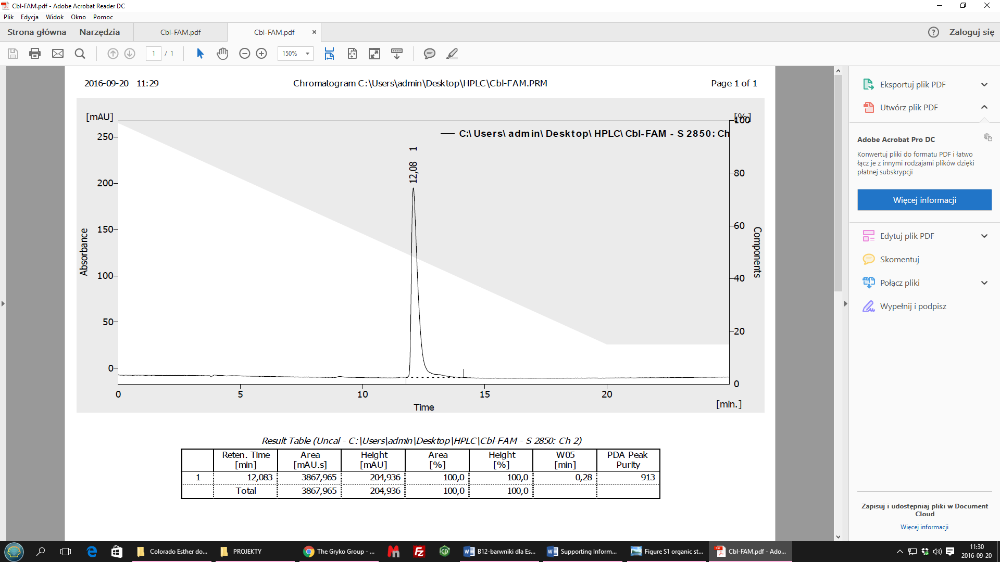 Cbl-FAM.pdf - Adobe Acrobat Reader DC
Plik Edycja Widok Okno Pomoc
Strona główna Narzędzia Cbl-FAM.pdf Cbl-FAM.pdf × ? Zaloguj się
1 / 1 150%
2016-09-20 11:29 Chromatogram C:\Users\admin\Desktop\HPLC\Cbl-FAM.PRM Page 1 of 1
[mAU] [%]
100
C:\Users\admin\Desktop\HPLC\Cbl-FAM - S 2850: Ch
250
12,08 1
80
200
150
60
Absorbance
Components
100
40
50
20
0
0
0 5 10 15 20
Time
[min.]
Result Table (Uncal - C:\Users\admin\Desktop\HPLC\Cbl-FAM - S 2850: Ch 2)
Reten. Time Area Height Area Height W05 PDA Peak
[min] [mAU.s] [mAU] [%] [%] [min] Purity
1 12,083 3867,965 204,936 100,0 100,0 0,28 913
Total 3867,965 204,936 100,0 100,0
Eksportuj plik PDF
Utwórz plik PDF
Adobe Acrobat Pro DC
Konwertuj pliki do formatu PDF i łatwo
łącz je z innymi rodzajami plików dzięki
płatnej subskrypcji
Więcej informacji
Edytuj plik PDF
Skomentuj
Połącz pliki
Wypełnij i podpisz
Zapisuj i udostępniaj pliki w Document
Cloud
Więcej informacji
Colorado Esther do... PROJEKTY The Gryko Group - ... B12-barwniki dla Es... Supporting Inform... Figure S1 organic st... Cbl-FAM.pdf - Ado...
11:30
2016-09-20